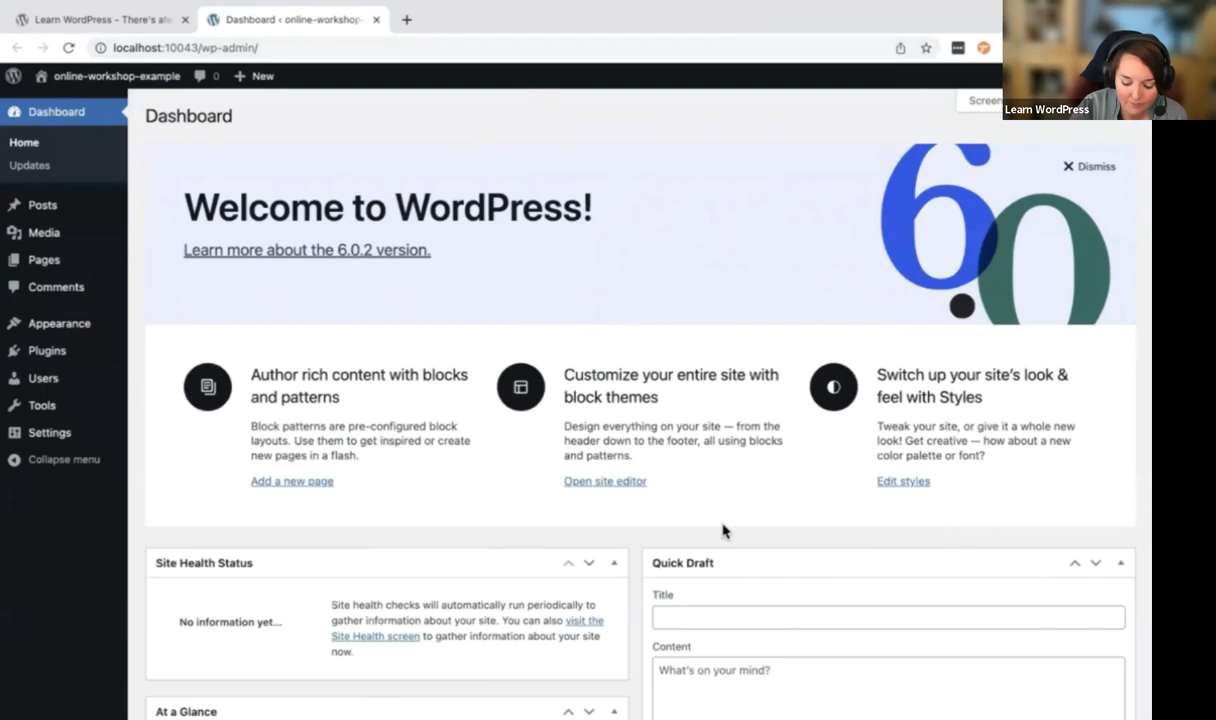 Learn WordPress - There's al
Dashboard ‹ online-workshop-
localhost:10043/wp-admin/
online-workshop-example
0
New
Learn WordPress
Dashboard
Home
Updates
Posts
Media
Pages
Comments
Appearance
Plugins
Users
Tools
Settings
Collapse menu
Dashboard
Screen
Welcome to WordPress!
Learn more about the 6.0.2 version.
Dismiss
6.0
Author rich content with blocks
and patterns
Block patterns are pre-configured block
layouts. Use them to get inspired or create
new pages in a flash.
Add a new page
Customize your entire site with
block themes
Design everything on your site — from the
header down to the footer, all using blocks
and patterns.
Open site editor
Switch up your site's look &
feel with Styles
Tweak your site, or give it a whole new
look! Get creative — how about a new
color palette or font?
Edit styles
Site Health Status
No information yet...
Site health checks will automatically run periodically to
gather information about your site. You can also visit the
Site Health screen to gather information about your site
now.
At a Glance
Quick Draft
Title
Content
What's on your mind?